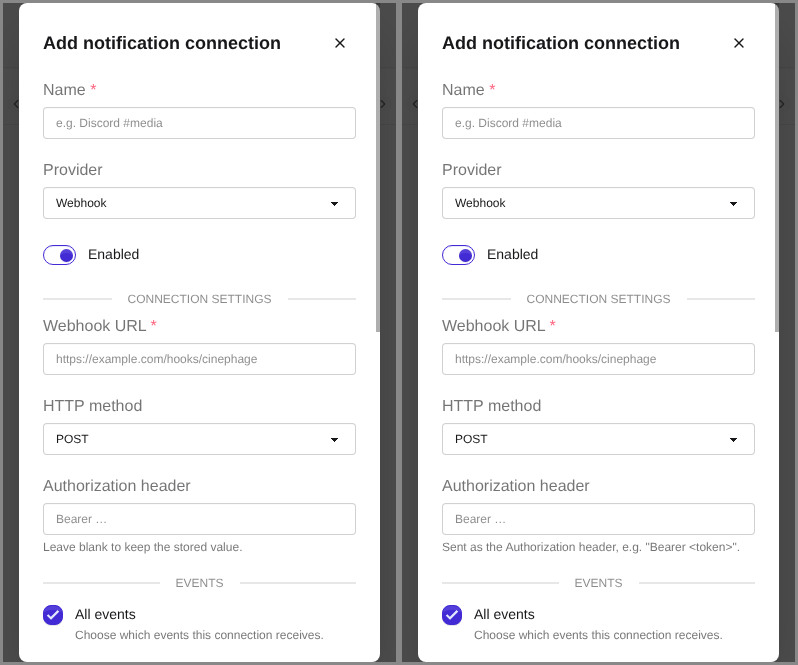 Add notification connection
Name *
e.g. Discord #media
Provider
Webhook
Enabled
CONNECTION SETTINGS
Webhook URL *
https://example.com/hooks/cinephage
HTTP method
POST
Authorization header
Bearer …
Leave blank to keep the stored value.
EVENTS
All events
Choose which events this connection receives.
Add notification connection
Name *
e.g. Discord #media
Provider
Webhook
Enabled
CONNECTION SETTINGS
Webhook URL *
https://example.com/hooks/cinephage
HTTP method
POST
Authorization header
Bearer …
Sent as the Authorization header, e.g. "Bearer <token>".
EVENTS
All events
Choose which events this connection receives.